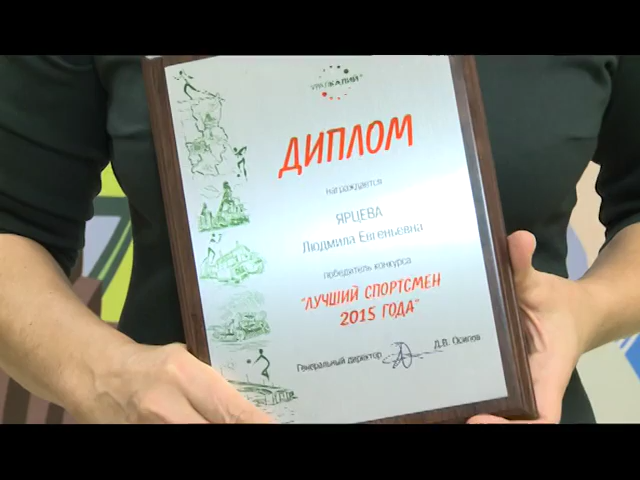 УРАЛКАЛИЙ
ДИПЛОМ
награждается
ЯРЦЕВА
Людмила Евгеньевна
победитель конкурса
"ЛУЧШИЙ СПОРТСМЕН
2015 ГОДА"
Генеральный директор Д.В. Осипов